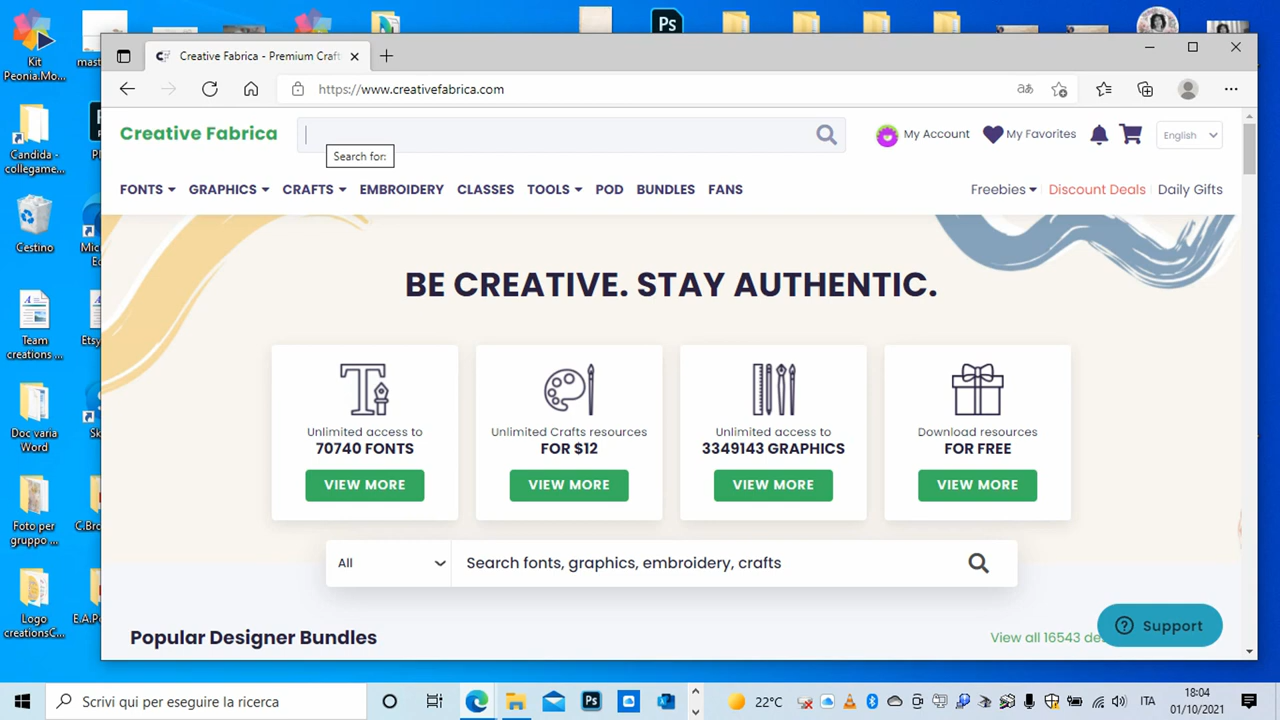 Ps
Kit
Peonia.Mo...
mast
Creative Fabrica - Premium Craft
https://www.creativefabrica.com
Candida -
collegame...
Creative Fabrica
Search for:
My Account
My Favorites
English
FONTS
GRAPHICS
CRAFTS
EMBROIDERY
CLASSES
TOOLS
POD
BUNDLES
FANS
Freebies
Discount Deals
Daily Gifts
Cestino
BE CREATIVE. STAY AUTHENTIC.
Team
creations ...
Etsy
Unlimited access to
70740 FONTS
VIEW MORE
Unlimited Crafts resources
FOR $12
VIEW MORE
Unlimited access to
3349143 GRAPHICS
VIEW MORE
Download resources
FOR FREE
VIEW MORE
Doc varia
Word
Foto per
gruppo ...
C.Bro
All
Search fonts, graphics, embroidery, crafts
Logo
creationsC...
E.A.P
Popular Designer Bundles
View all 16543 de
Support
Scrivi qui per eseguire la ricerca
Ps
22°C
ITA
18:04
01/10/2021